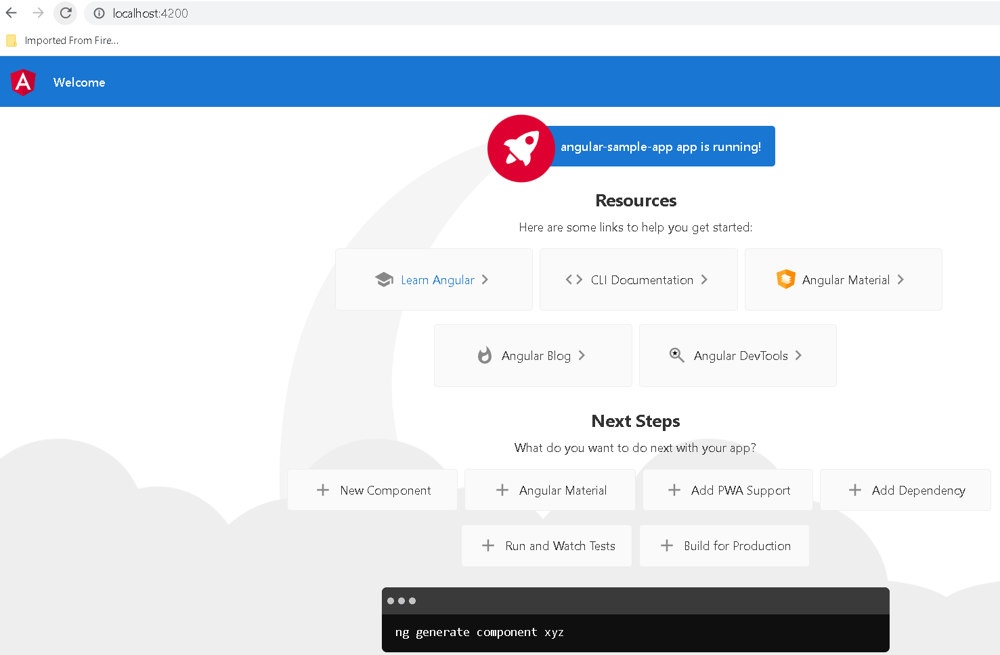 localhost:4200
Imported From Fire...
Welcome
angular-sample-app app is running!
Resources
Here are some links to help you get started:
Learn Angular
CLI Documentation
Angular Material
Angular Blog
Angular DevTools
Next Steps
What do you want to do next with your app?
New Component
Angular Material
Add PWA Support
Add Dependency
Run and Watch Tests
Build for Production
ng generate component xyz